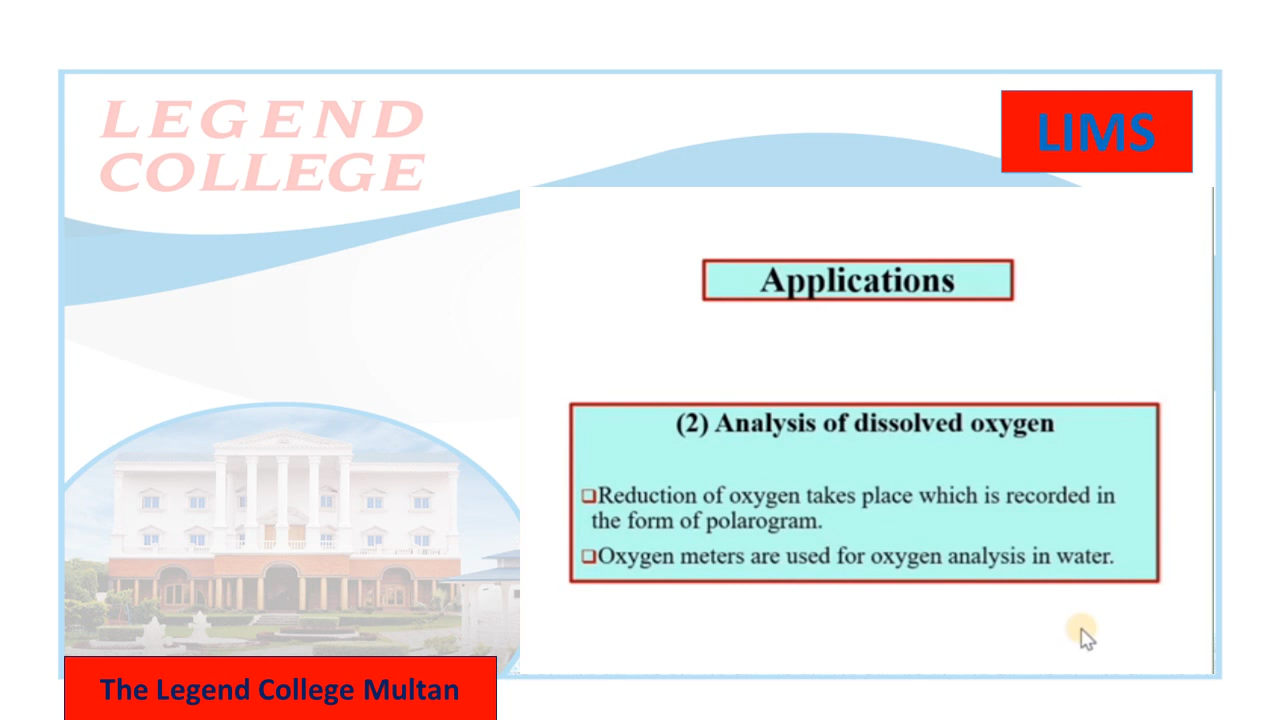 LEGEND
COLLEGE
LIMS
Applications
(2) Analysis of dissolved oxygen
Reduction of oxygen takes place which is recorded in
the form of polarogram.
Oxygen meters are used for oxygen analysis in water.
The Legend College Multan